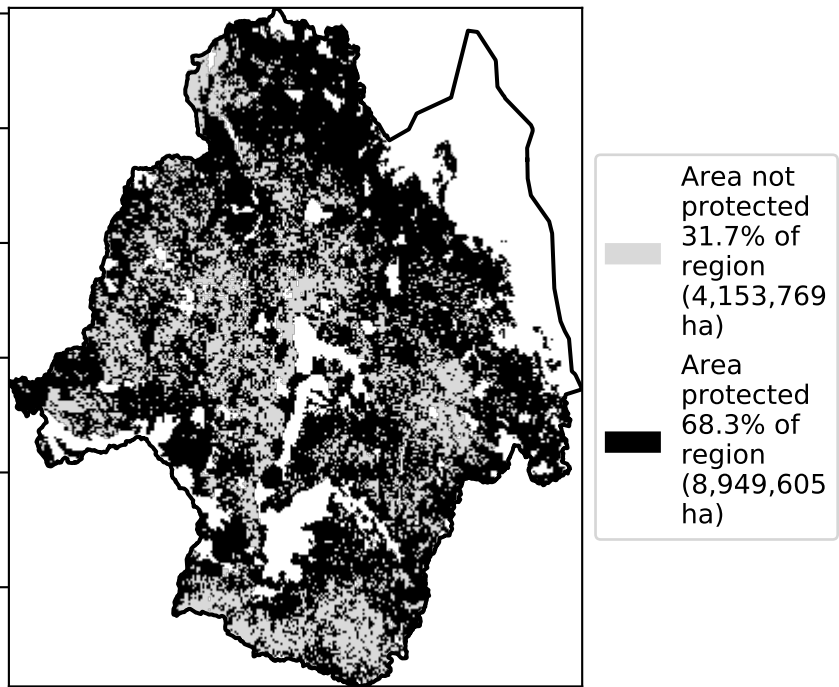 Area not
protected
31.7% of
region
(4,153,769
ha)
Area
protected
68.3% of
region
(8,949,605
ha)